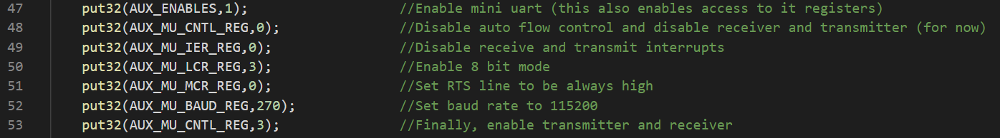 47 put32(AUX_ENABLES,1); //Enable mini uart (this also enables access to it registers)
48 put32(AUX_MU_CNTL_REG,0); //Disable auto flow control and disable receiver and transmitter (for now)
49 put32(AUX_MU_IER_REG,0); //Disable receive and transmit interrupts
50 put32(AUX_MU_LCR_REG,3); //Enable 8 bit mode
51 put32(AUX_MU_MCR_REG,0); //Set RTS line to be always high
52 put32(AUX_MU_BAUD_REG,270); //Set baud rate to 115200
53 put32(AUX_MU_CNTL_REG,3); //Finally, enable transmitter and receiver